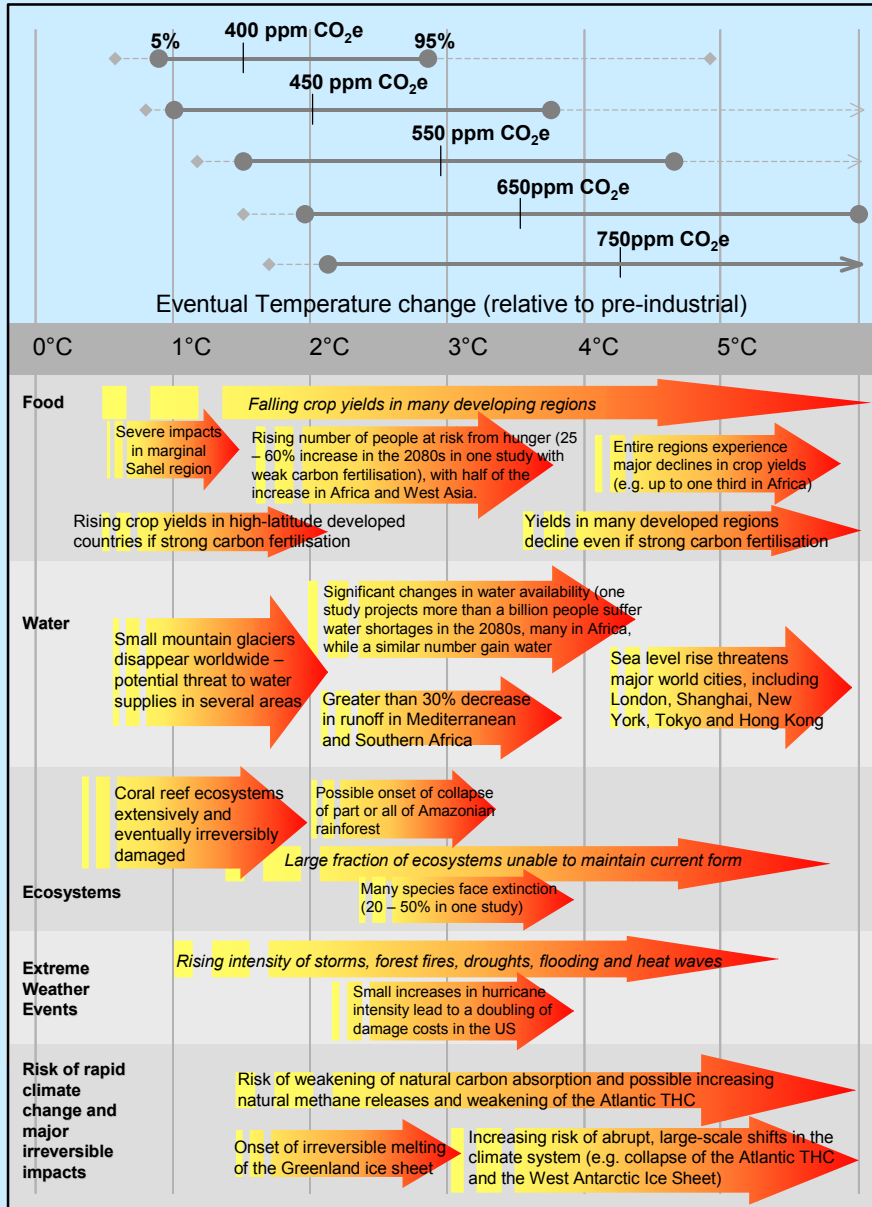 5%
400 ppm CO2e
95%
450 ppm CO2e
550 ppm CO2e
650ppm CO2e
750ppm CO2e
Eventual Temperature change (relative to pre-industrial)
0°C 1°C 2°C 3°C 4°C 5°C
Food
Falling crop yields in many developing regions
Severe impacts
in marginal
Sahel region
Rising number of people at risk from hunger (25
– 60% increase in the 2080s in one study with
weak carbon fertilisation), with half of the
increase in Africa and West Asia.
Entire regions experience
major declines in crop yields
(e.g. up to one third in Africa)
Rising crop yields in high-latitude developed
countries if strong carbon fertilisation
Yields in many developed regions
decline even if strong carbon fertilisation
Water
Small mountain glaciers
disappear worldwide –
potential threat to water
supplies in several areas
Significant changes in water availability (one
study projects more than a billion people suffer
water shortages in the 2080s, many in Africa,
while a similar number gain water
Greater than 30% decrease
in runoff in Mediterranean
and Southern Africa
Sea level rise threatens
major world cities, including
London, Shanghai, New
York, Tokyo and Hong Kong
Ecosystems
Coral reef ecosystems
extensively and
eventually irreversibly
damaged
Possible onset of collapse
of part or all of Amazonian
rainforest
Large fraction of ecosystems unable to maintain current form
Many species face extinction
(20 – 50% in one study)
Extreme
Weather
Events
Rising intensity of storms, forest fires, droughts, flooding and heat waves
Small increases in hurricane
intensity lead to a doubling of
damage costs in the US
Risk of rapid
climate
change and
major
irreversible
impacts
Risk of weakening of natural carbon absorption and possible increasing
natural methane releases and weakening of the Atlantic THC
Onset of irreversible melting
of the Greenland ice sheet
Increasing risk of abrupt, large-scale shifts in the
climate system (e.g. collapse of the Atlantic THC
and the West Antarctic Ice Sheet)